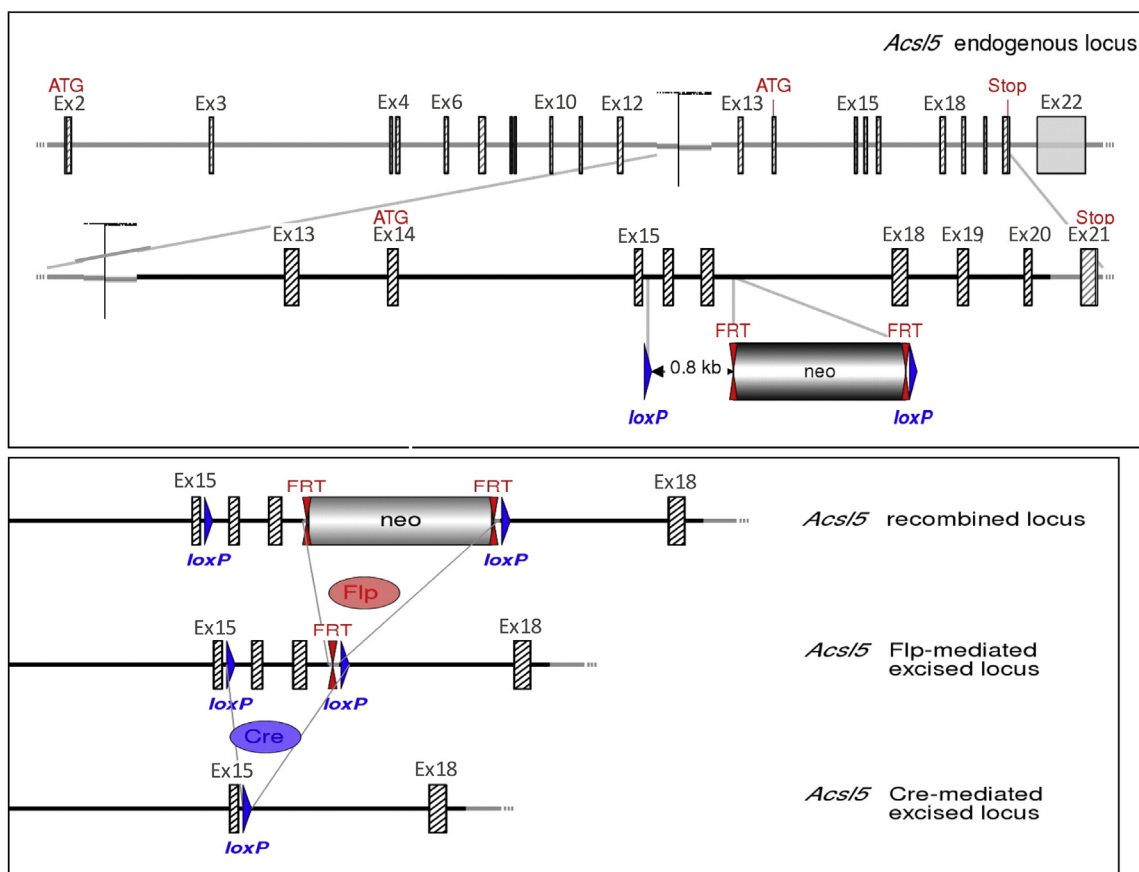 Acsl5 endogenous locus
ATG ATG Stop
Ex2 Ex3 Ex4 Ex6 Ex10 Ex12 Ex13 Ex15 Ex18 Ex22
ATG Stop
Ex13 Ex14 Ex15 Ex18 Ex19 Ex20 Ex21
FRT FRT
0.8 kb neo
loxP loxP
Ex15 FRT FRT Ex18
neo Acsl5 recombined locus
loxP loxP
Flp
Ex15 FRT Ex18
Acsl5 Flp-mediated
excised locus
loxP loxP
Cre
Ex15 Ex18
Acsl5 Cre-mediated
excised locus
loxP